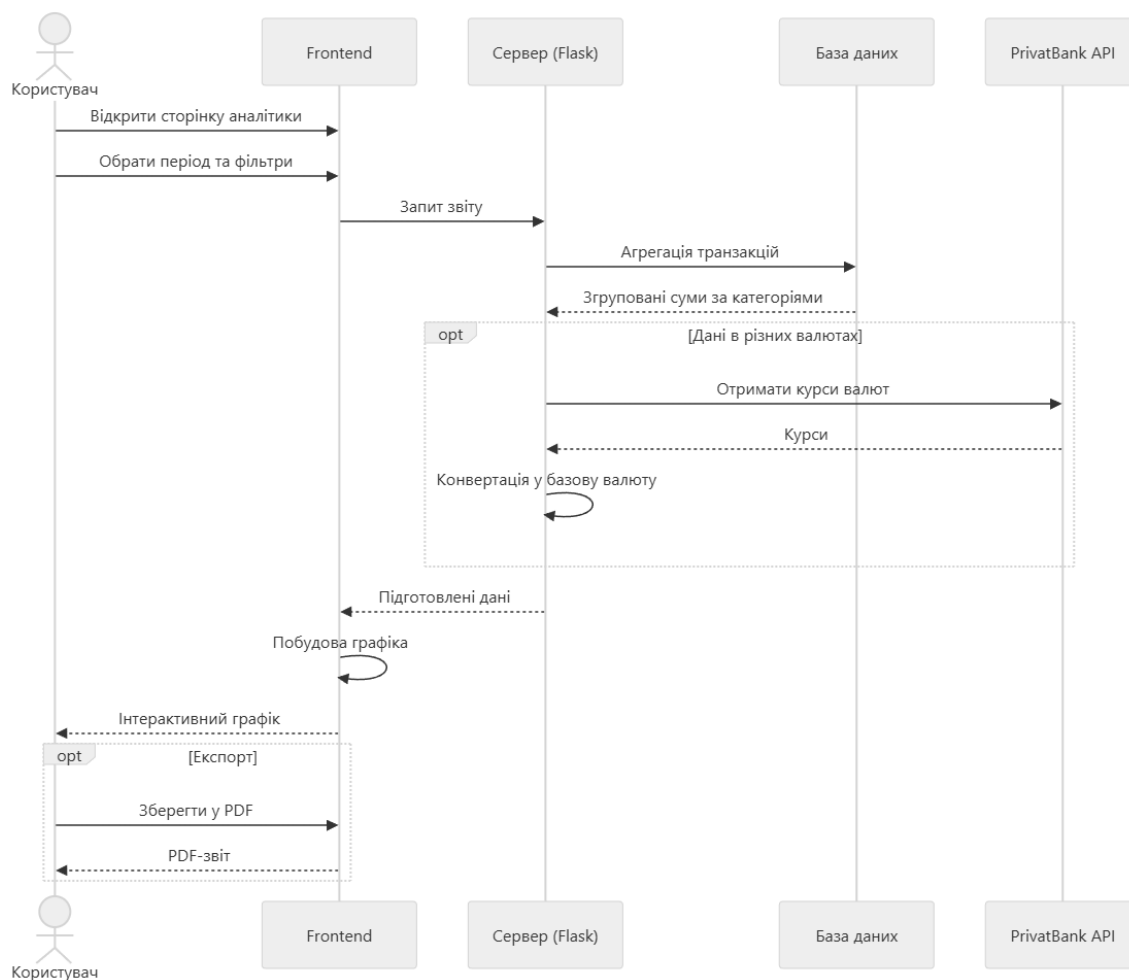 Користувач
Frontend
Сервер (Flask)
База даних
PrivatBank API
Відкрити сторінку аналітики
Обрати період та фільтри
Запит звіту
Агрегація транзакцій
Згруповані суми за категоріями
opt
[Дані в різних валютах]
Отримати курси валют
Курси
Конвертація у базову валюту
Підготовлені дані
Побудова графіка
Інтерактивний графік
opt
[Експорт]
Зберегти у PDF
PDF-звіт
Користувач
Frontend
Сервер (Flask)
База даних
PrivatBank API